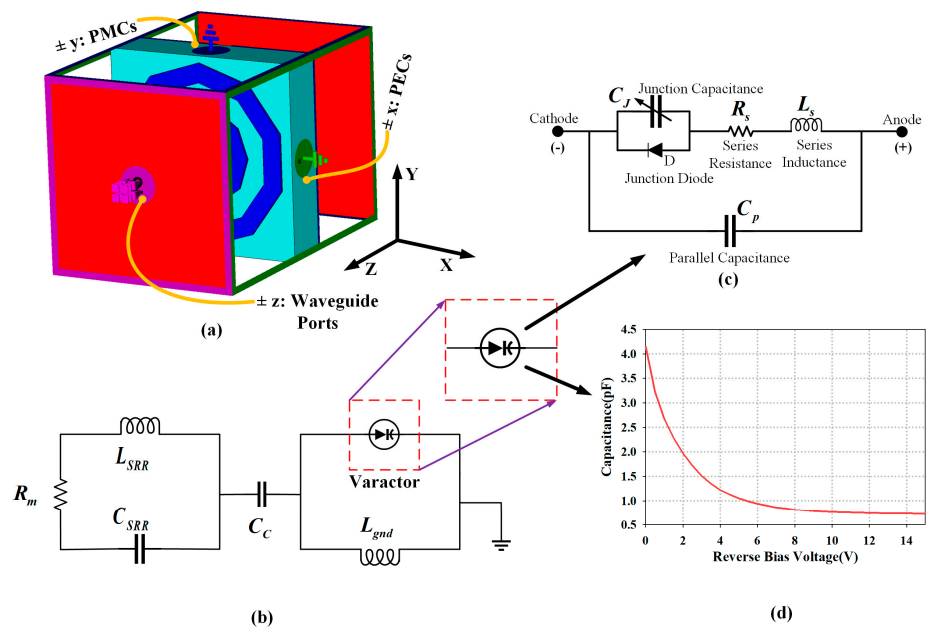 ± y: PMCs
± x: PECs
Y
Z
X
± z: Waveguide
Ports
(a)
Junction Capacitance
C_J
R_s
L_s
Cathode
Anode
(-)
(+)
D
Series
Series
Resistance
Inductance
Junction Diode
C_p
Parallel Capacitance
(c)
L_SRR
R_m
C_SRR
C_C
Varactor
L_gnd
(b)
4.5
4.0
3.5
3.0
2.5
2.0
1.5
1.0
0.5
Capacitance(pF)
0 2 4 6 8 10 12 14
Reverse Bias Voltage(V)
(d)